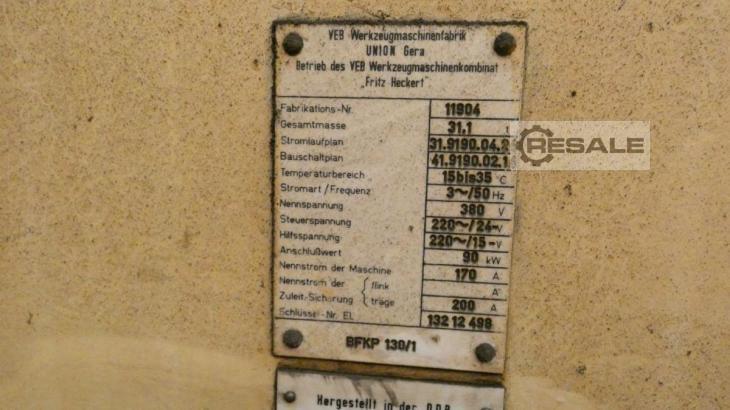 VEB Werkzeugmaschinenfabrik
UNION Gera
Betrieb des VEB Werkzeugmaschinenkombinat
„Fritz Heckert"
Fabrikations-Nr. 11904
Gesamtmasse 31,1 t
Stromlaufplan 31.9190.04.2
Bauschaltplan 41.9190.02.1
Temperaturbereich 15bis35 °C
Stromart/Frequenz 3~/50 Hz
Nennspannung 380 V
Steuerspannung 220~/24-V
Hilfsspannung 220~/15-V
Anschlußwert 90 kW
Nennstrom der Maschine 170 A
Nennstrom der flink A
Zuleit.-Sicherung träge 200 A
Schlüssel-Nr. EL 132 12 498
BFKP 130/1
Hergestellt in der DDR
RESALE